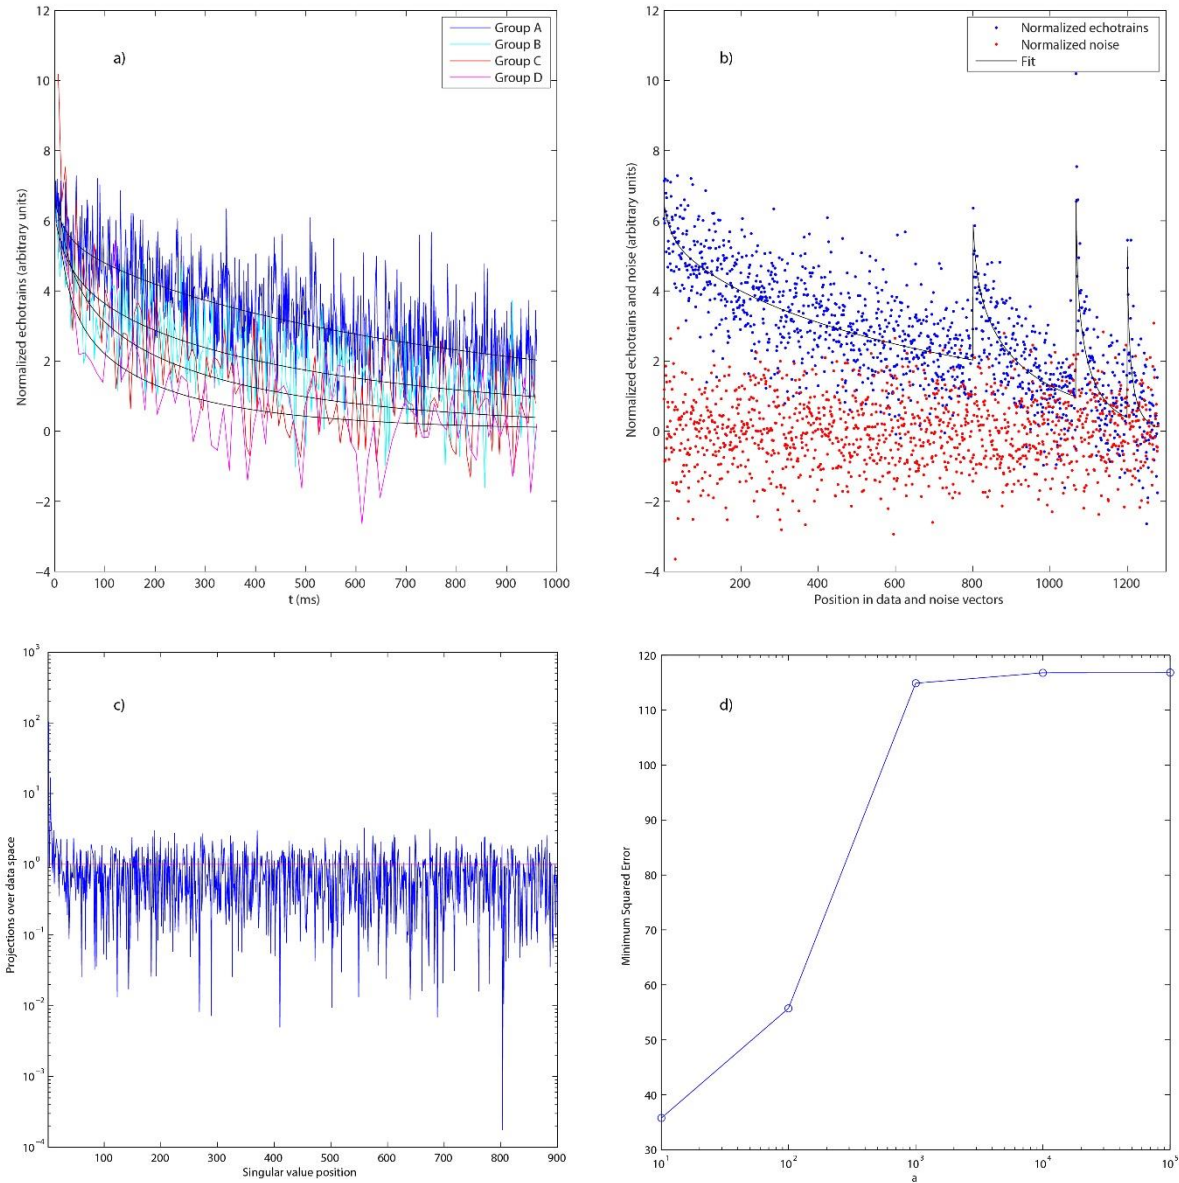 a)
Group A
Group B
Group C
Group D
12
10
8
6
4
2
0
−2
−4
Normalized echotrains (arbitrary units)
0 100 200 300 400 500 600 700 800 900 1000
t (ms)
b)
Normalized echotrains
Normalized noise
Fit
12
10
8
6
4
2
0
−2
−4
Normalized echotrains and noise (arbitrary units)
200 400 600 800 1000 1200
Position in data and noise vectors
c)
10³
10²
10¹
10⁰
10⁻¹
10⁻²
10⁻³
10⁻⁴
Projections over data space
100 200 300 400 500 600 700 800 900
Singular value position
d)
120
110
100
90
80
70
60
50
40
30
Minimum Squared Error
10¹ 10² 10³ 10⁴ 10⁵
a